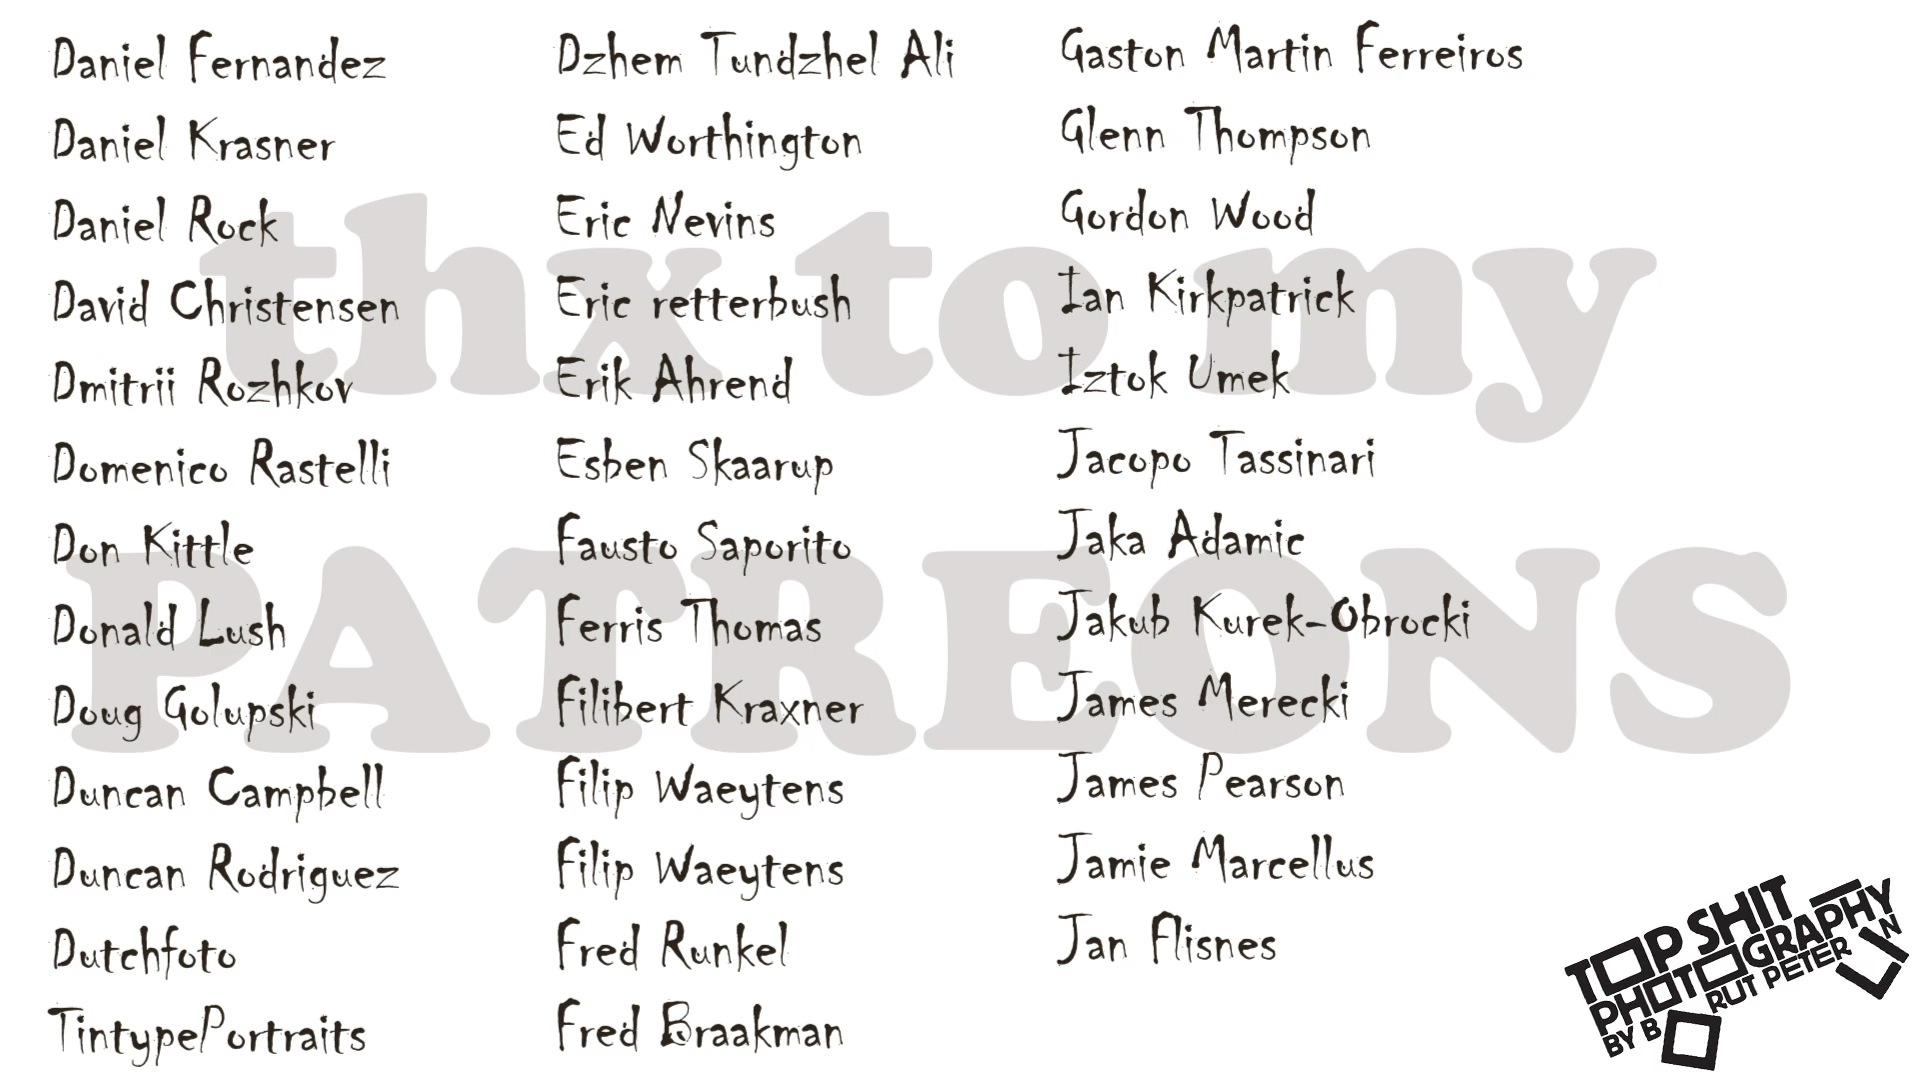 Daniel Fernandez
Daniel Krasner
Daniel Rock
David Christensen
Dmitrii Rozhkov
Domenico Rastelli
Don Kittle
Donald Lush
Doug Golupski
Duncan Campbell
Duncan Rodriguez
Dutchfoto
TintypePortraits
Dzhem Tundzhel Ali
Ed Worthington
Eric Nevins
Eric retterbush
Erik Ahrend
Esben Skaarup
Fausto Saporito
Ferris Thomas
Filibert Kraxner
Filip Waeytens
Filip Waeytens
Fred Runkel
Fred Braakman
Gaston Martin Ferreiros
Glenn Thompson
Gordon Wood
Ian Kirkpatrick
Iztok Umek
Jacopo Tassinari
Jaka Adamic
Jakub Kurek-Obrocki
James Merecki
James Pearson
Jamie Marcellus
Jan Flisnes
thx to my
PATREONS
TOP SHIT
PHOTOGRAPHY
BY BORUT PETERLIN